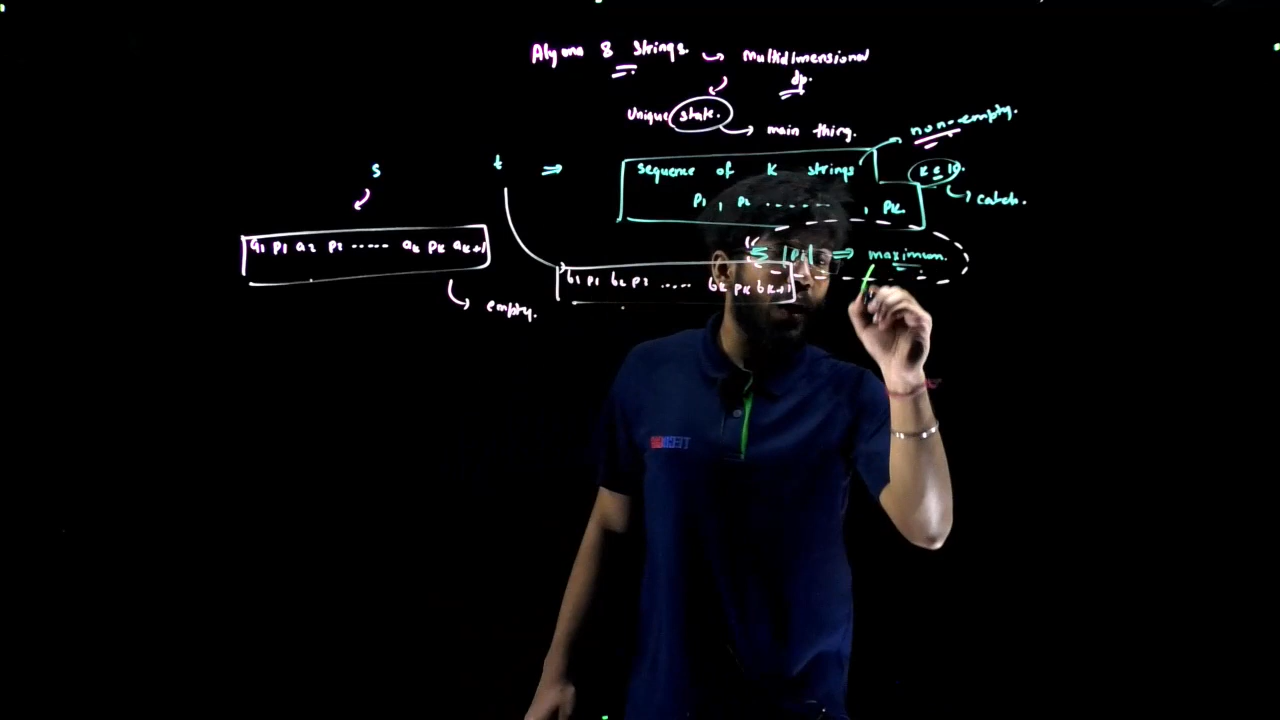 Alyona & Strings → multidimensional
dp.
Unique state.
→ main thing.
non-empty.
s t ⇒ sequence of k strings
k ≤ 10.
p1, p2 ........, pk.
→ catch.
a1 p1 a2 p2 ..... ak pk ak+1
Σ |pi| ⇒ maximum.
b1 p1 b2 p2 ..... bk pk bk+1
→ empty.